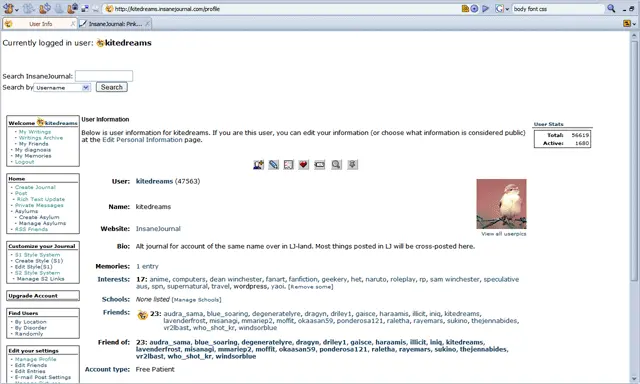 http://kitedreams.insanejournal.com/profile
body font css
User Info
InsaneJournal: Pink...
Currently logged in user: kitedreams
Search InsaneJournal:
Search by Username Search
Welcome kitedreams
My Writings
Writings Archive
My Friends
My diagnosis
My Memories
Logout
Home
Create Journal
Post
Rich Text Update
Private Messages
Asylums
Create Asylum
Manage Asylums
RSS Friends
Customize your Journal
S1 Style System
Create Style (S1)
Edit Style(S1)
S2 Style System
Manage S2 Links
Upgrade Account
Find Users
By Location
By Disorder
Randomly
Edit your settings
Manage Profile
Edit Friends
Edit Entries
E-mail Post Settings
User Information
Below is user information for kitedreams. If you are this user, you can edit your information (or choose what information is considered public)
at the Edit Personal Information page.
User Stats
Total: 56619
Active: 1680
User: kitedreams (47563)
Name: kitedreams
View all userpics
Website: InsaneJournal
Bio: Alt journal for account of the same name over in LJ-land. Most things posted in LJ will be cross-posted here.
Memories: 1 entry
Interests: 17: anime, computers, dean winchester, fanart, fanfiction, geekery, het, naruto, roleplay, rp, sam winchester, speculative
aus, spn, supernatural, travel, wordpress, yaoi. [Remove some]
Schools: None listed [Manage Schools]
Friends: 23: audra_sama, blue_soaring, degeneratelyre, dragyn, driley1, gaisce, haraamis, illicit, iniq, kitedreams,
lavenderfrost, misanagi, mmariep2, moffit, okaasan59, ponderosa121, raletha, rayemars, sukino, thejennabides,
vr2lbast, who_shot_kr, windsorblue
Friend of: 23: audra_sama, blue_soaring, degeneratelyre, dragyn, driley1, gaisce, haraamis, illicit, iniq, kitedreams,
lavenderfrost, misanagi, mmariep2, moffit, okaasan59, ponderosa121, raletha, rayemars, sukino, thejennabides,
vr2lbast, who_shot_kr, windsorblue
Account type: Free Patient